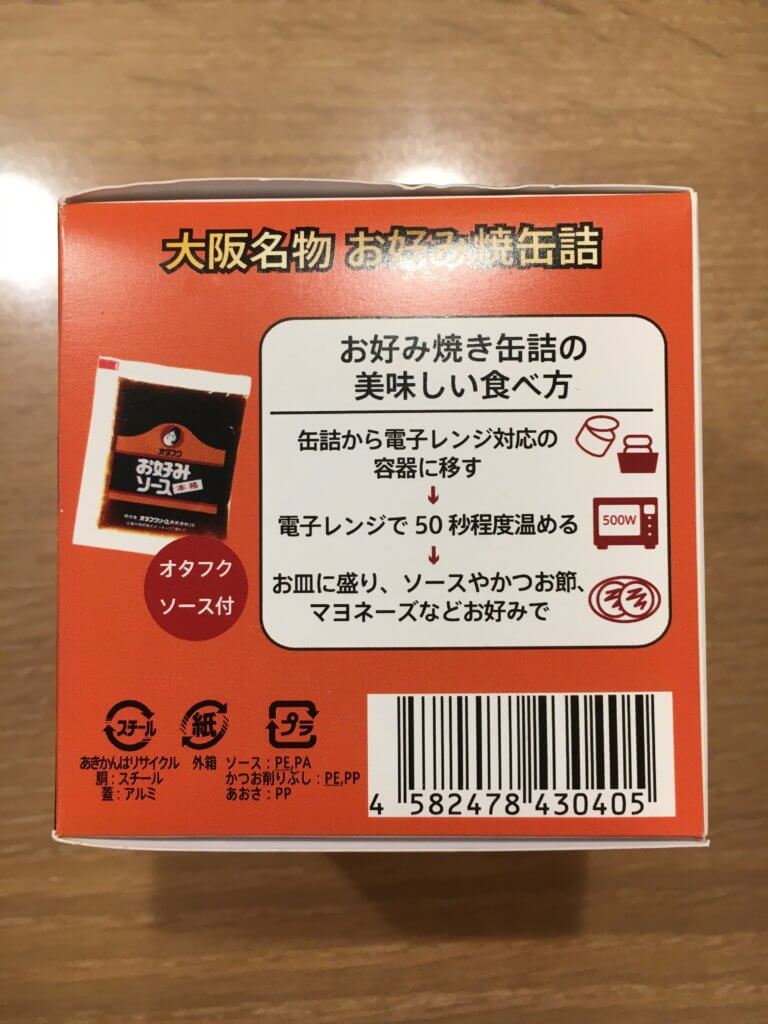 大阪名物 お好み焼缶詰
お好み焼き缶詰の
美味しい食べ方
缶詰から電子レンジ対応の
容器に移す
↓
電子レンジで50秒程度温める
500W
↓
お皿に盛り、ソースやかつお節、
マヨネーズなどお好みで
オタフク
お好み
ソース 本格
オタフク
ソース付
スチール
紙
プラ
あきかんはリサイクル
胴:スチール
蓋:アルミ
外箱
ソース:PE,PA
かつお削りぶし:PE,PP
あおさ:PP
4 582478 430405